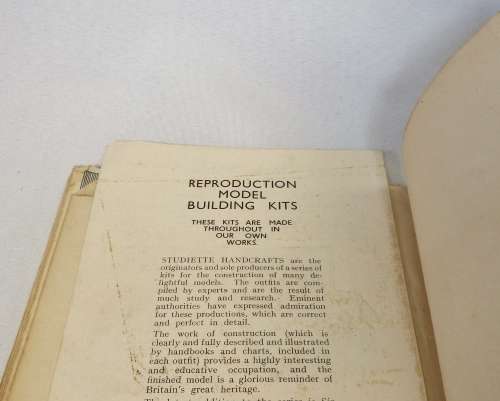 REPRODUCTION
MODEL
BUILDING KITS
THESE KITS ARE MADE
THROUGHOUT IN
OUR OWN
WORKS.
STUDIETTE HANDCRAFTS are the
originators and sole producers of a series of
kits for the construction of many de-
lightful models. The outfits are com-
piled by experts and are the result of
much study and research. Eminent
authorities have expressed admiration
for these productions, which are correct
and perfect in detail.
The work of construction (which is
clearly and fully described and illustrated
by handbooks and charts, included in
each outfit) provides a highly interesting
and educative occupation, and the
finished model is a glorious reminder of
Britain's great heritage.